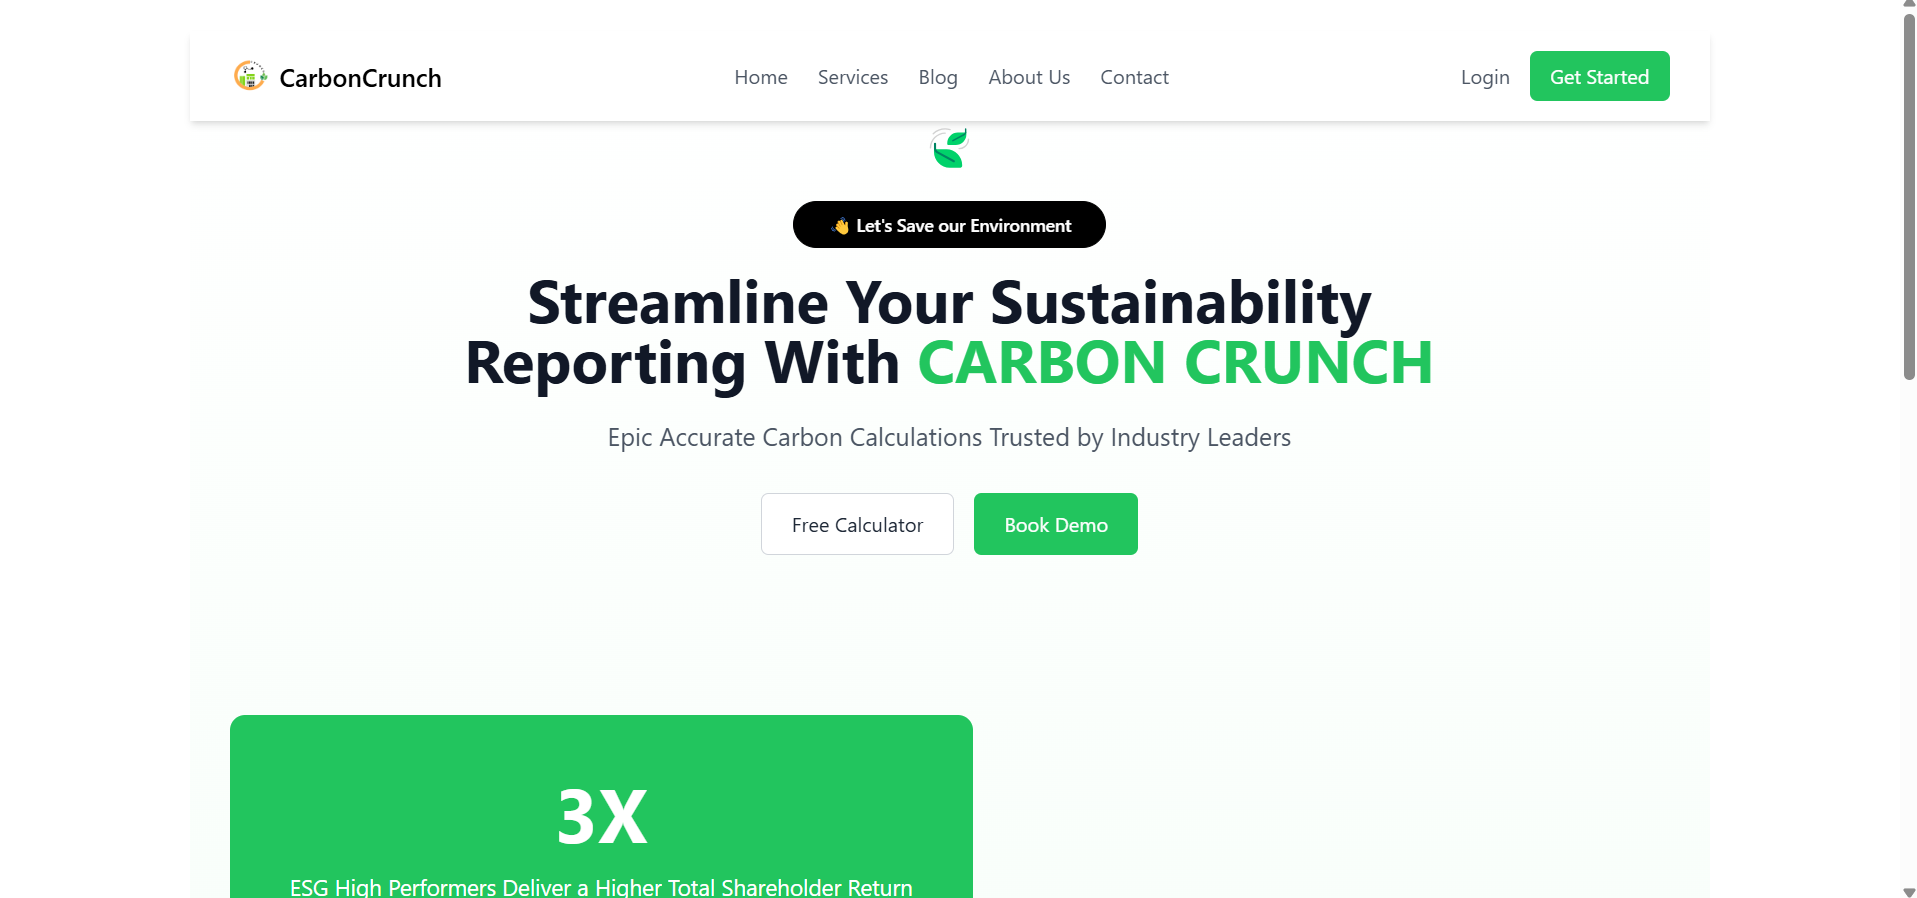 CarbonCrunch
Home
Services
Blog
About Us
Contact
Login
Get Started
👋 Let's Save our Environment
Streamline Your Sustainability
Reporting With CARBON CRUNCH
Epic Accurate Carbon Calculations Trusted by Industry Leaders
Free Calculator
Book Demo
3X
ESG High Performers Deliver a Higher Total Shareholder Return